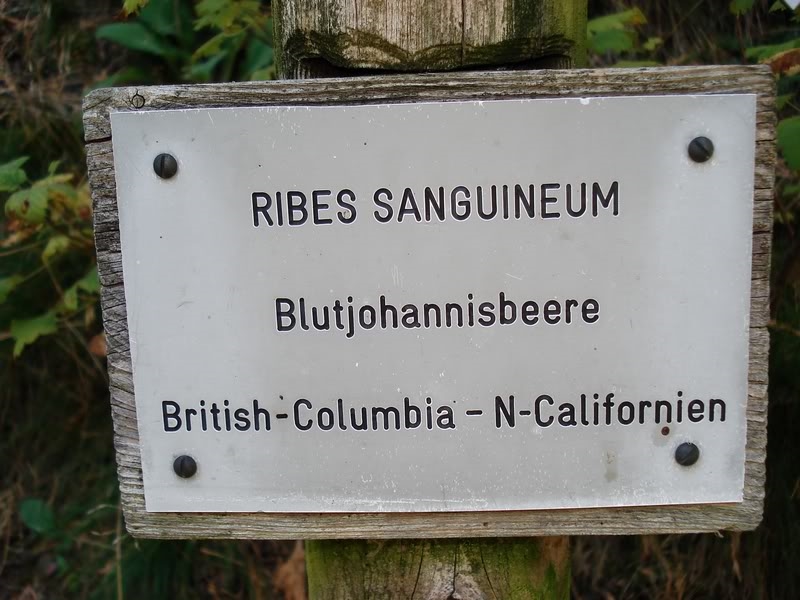 RIBES SANGUINEUM
Blutjohannisbeere
British-Columbia – N-Californien